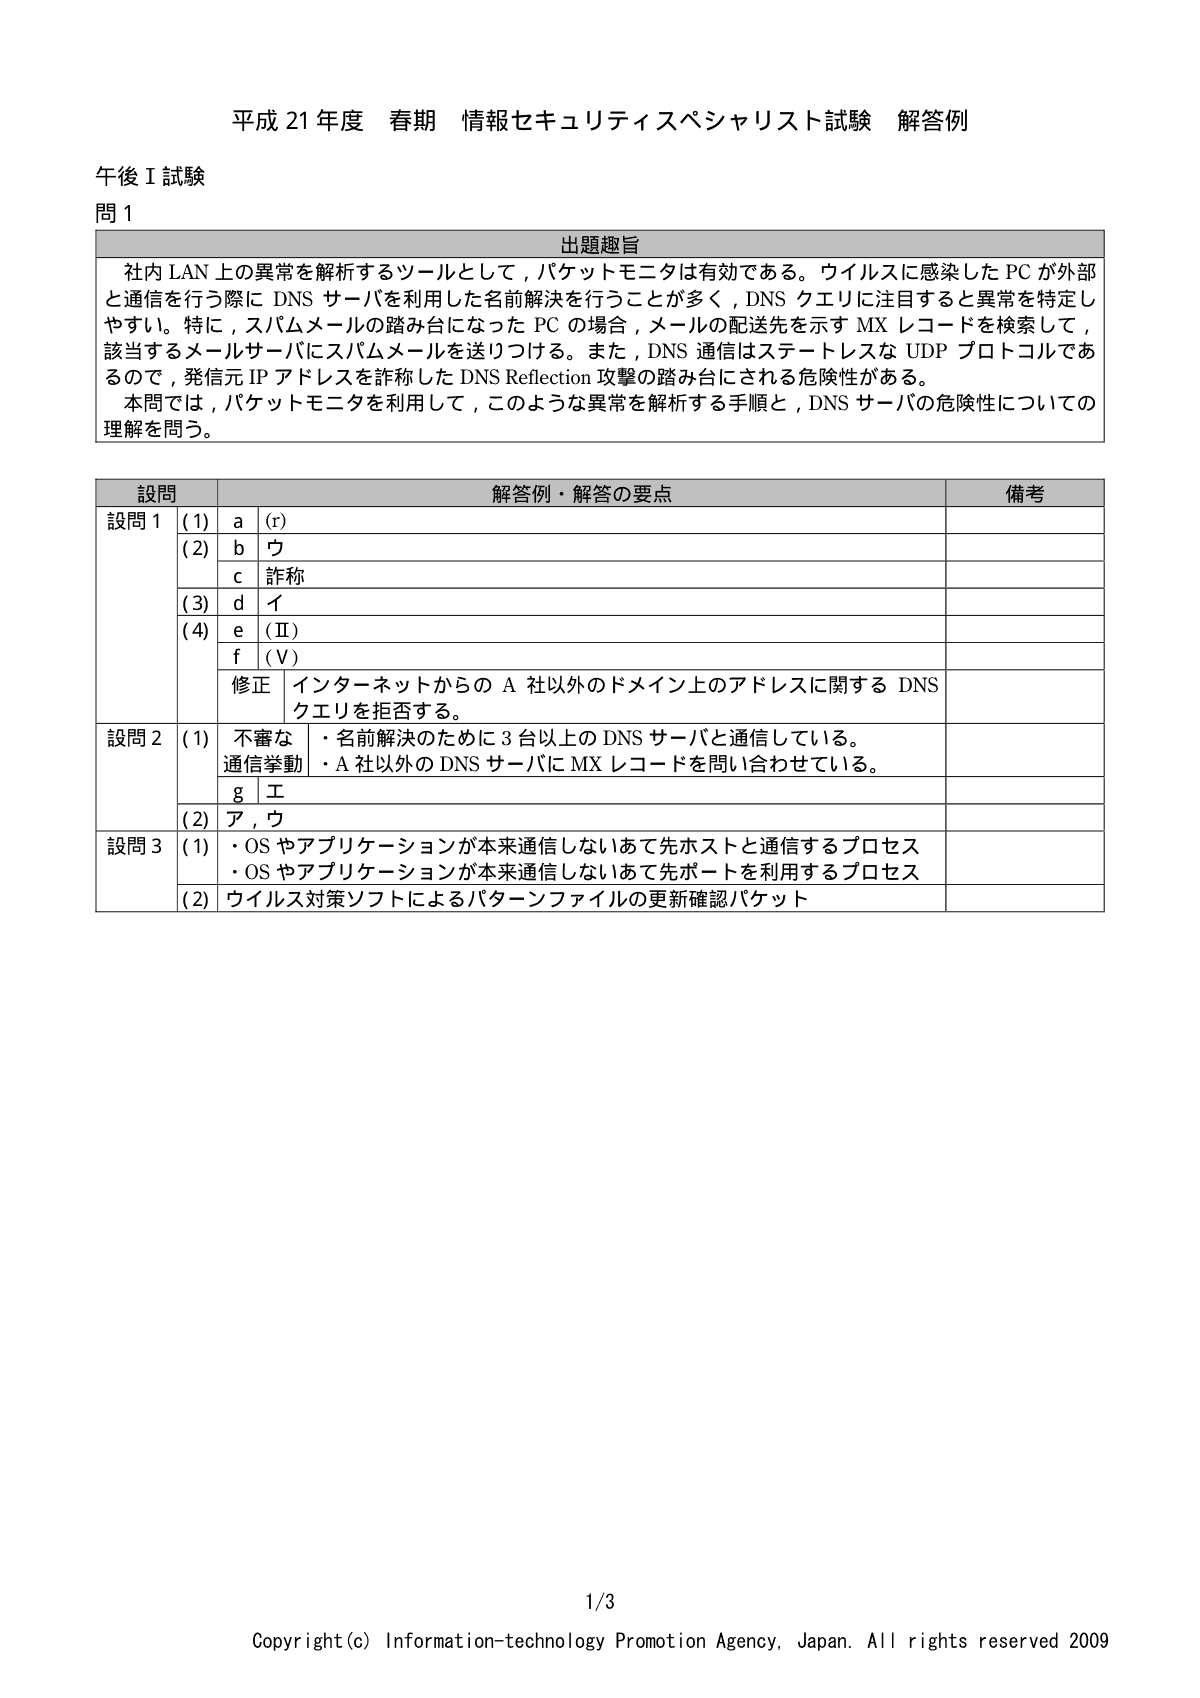 平成 21 年度　春期　情報セキュリティスペシャリスト試験　解答例
午後Ⅰ試験
問 1
出題趣旨
社内 LAN 上の異常を解析するツールとして，パケットモニタは有効である。ウイルスに感染した PC が外部
と通信を行う際に DNS サーバを利用した名前解決を行うことが多く，DNS クエリに注目すると異常を特定し
やすい。特に，スパムメールの踏み台になった PC の場合，メールの配送先を示す MX レコードを検索して，
該当するメールサーバにスパムメールを送りつける。また，DNS 通信はステートレスな UDP プロトコルであ
るので，発信元 IP アドレスを詐称した DNS Reflection 攻撃の踏み台にされる危険性がある。
本問では，パケットモニタを利用して，このような異常を解析する手順と，DNS サーバの危険性についての
理解を問う。
設問 解答例・解答の要点 備考
設問 1 (1) a (r)
(2) b ウ
c 詐称
(3) d イ
(4) e (Ⅱ)
f (Ⅴ)
修正 インターネットからの A 社以外のドメイン上のアドレスに関する DNS
クエリを拒否する。
設問 2 (1) 不審な ・名前解決のために 3 台以上の DNS サーバと通信している。
通信挙動 ・A 社以外の DNS サーバに MX レコードを問い合わせている。
g エ
(2) ア，ウ
設問 3 (1) ・OS やアプリケーションが本来通信しないあて先ホストと通信するプロセス
・OS やアプリケーションが本来通信しないあて先ポートを利用するプロセス
(2) ウイルス対策ソフトによるパターンファイルの更新確認パケット
1/3
Copyright(c) Information-technology Promotion Agency, Japan. All rights reserved 2009